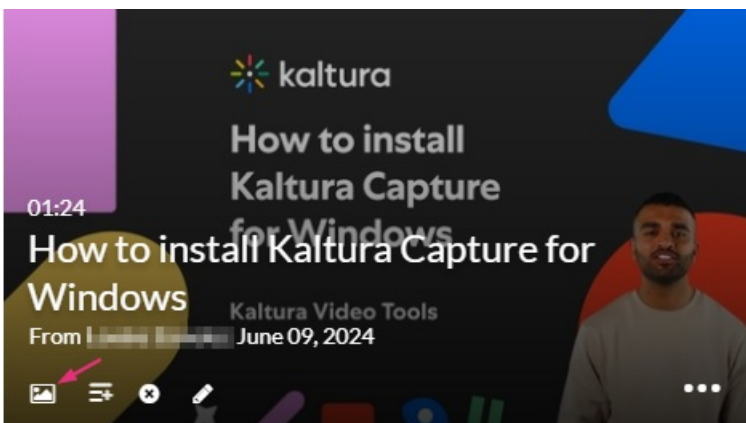 kaltura
How to install
Kaltura Capture
for Windows
01:24
How to install Kaltura Capture for
Windows
Kaltura Video Tools
From June 09, 2024